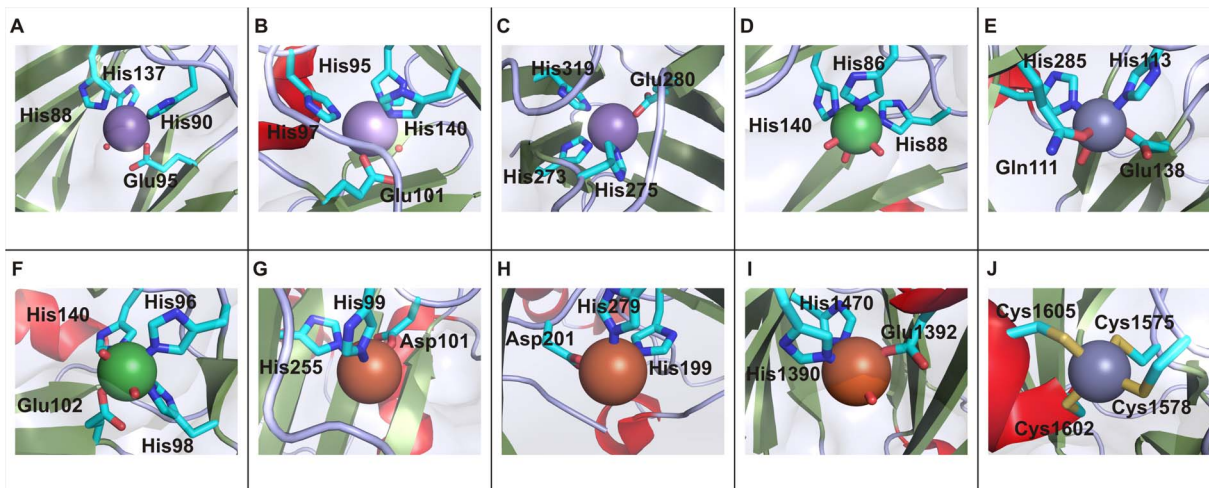 A
His137
His88
His90
Glu95
B
His95
His97
His140
Glu101
C
His319
Glu280
His273
His275
D
His86
His140
His88
E
His285
His113
Gln111
Glu138
F
His96
His140
Glu102
His98
G
His99
Asp101
His255
H
His279
Asp201
His199
I
His1470
Glu1392
His1390
J
Cys1605
Cys1575
Cys1578
Cys1602